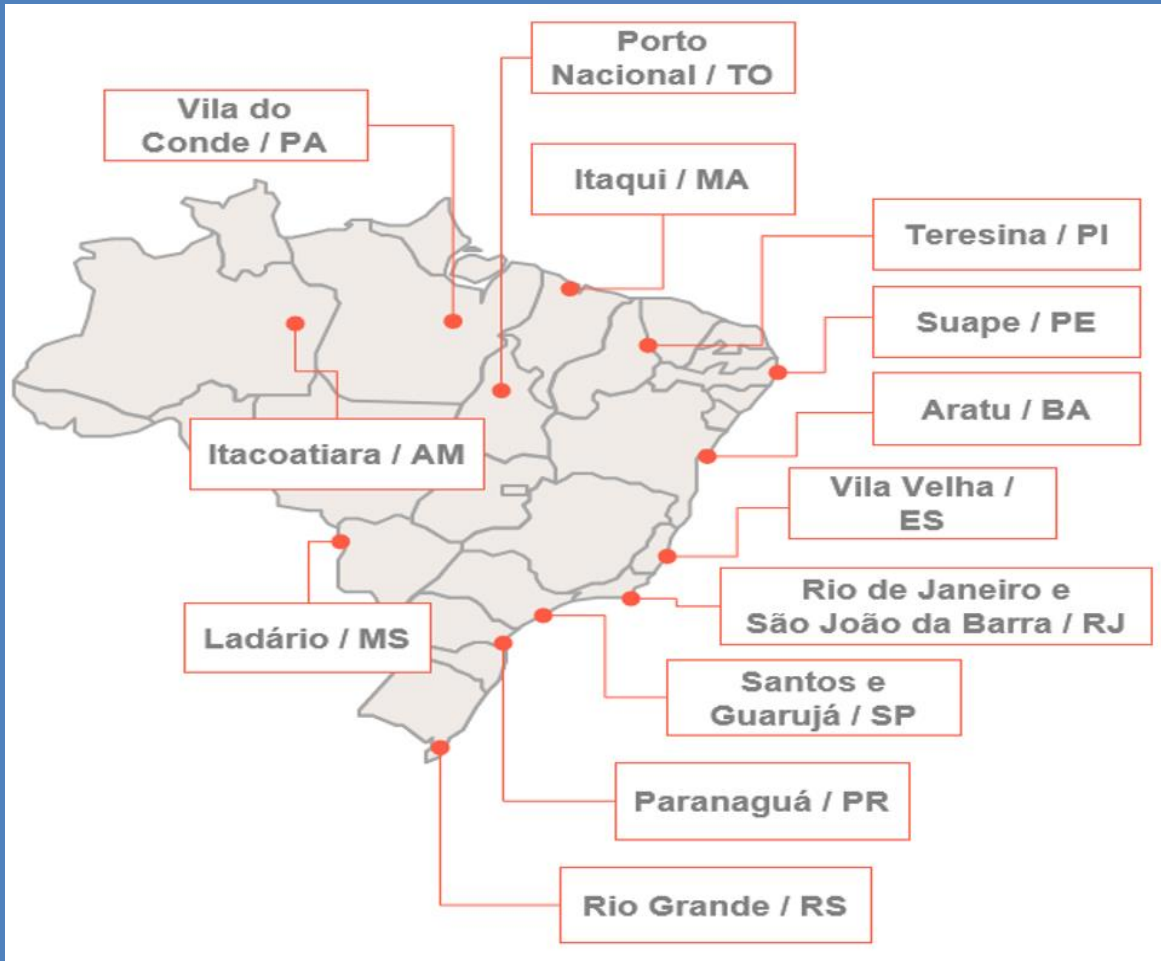 Porto
Nacional / TO
Vila do
Conde / PA
Itaqui / MA
Teresina / PI
Suape / PE
Aratu / BA
Itacoatiara / AM
Vila Velha /
ES
Rio de Janeiro e
São João da Barra / RJ
Ladário / MS
Santos e
Guarujá / SP
Paranaguá / PR
Rio Grande / RS